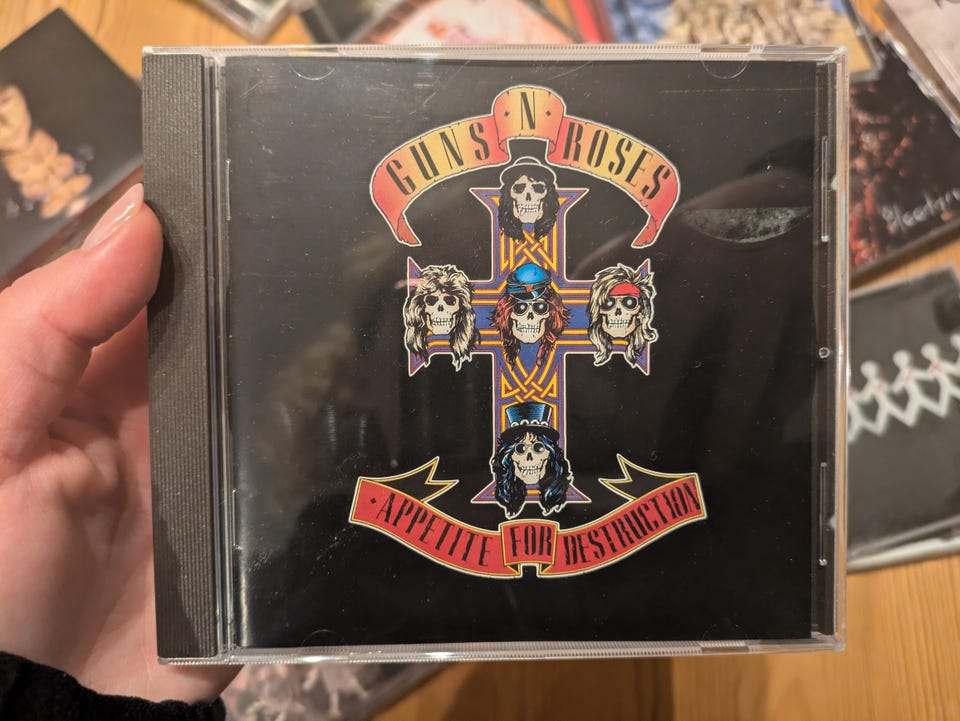 GUNS N ROSES
·APPETITE FOR DESTRUCTION